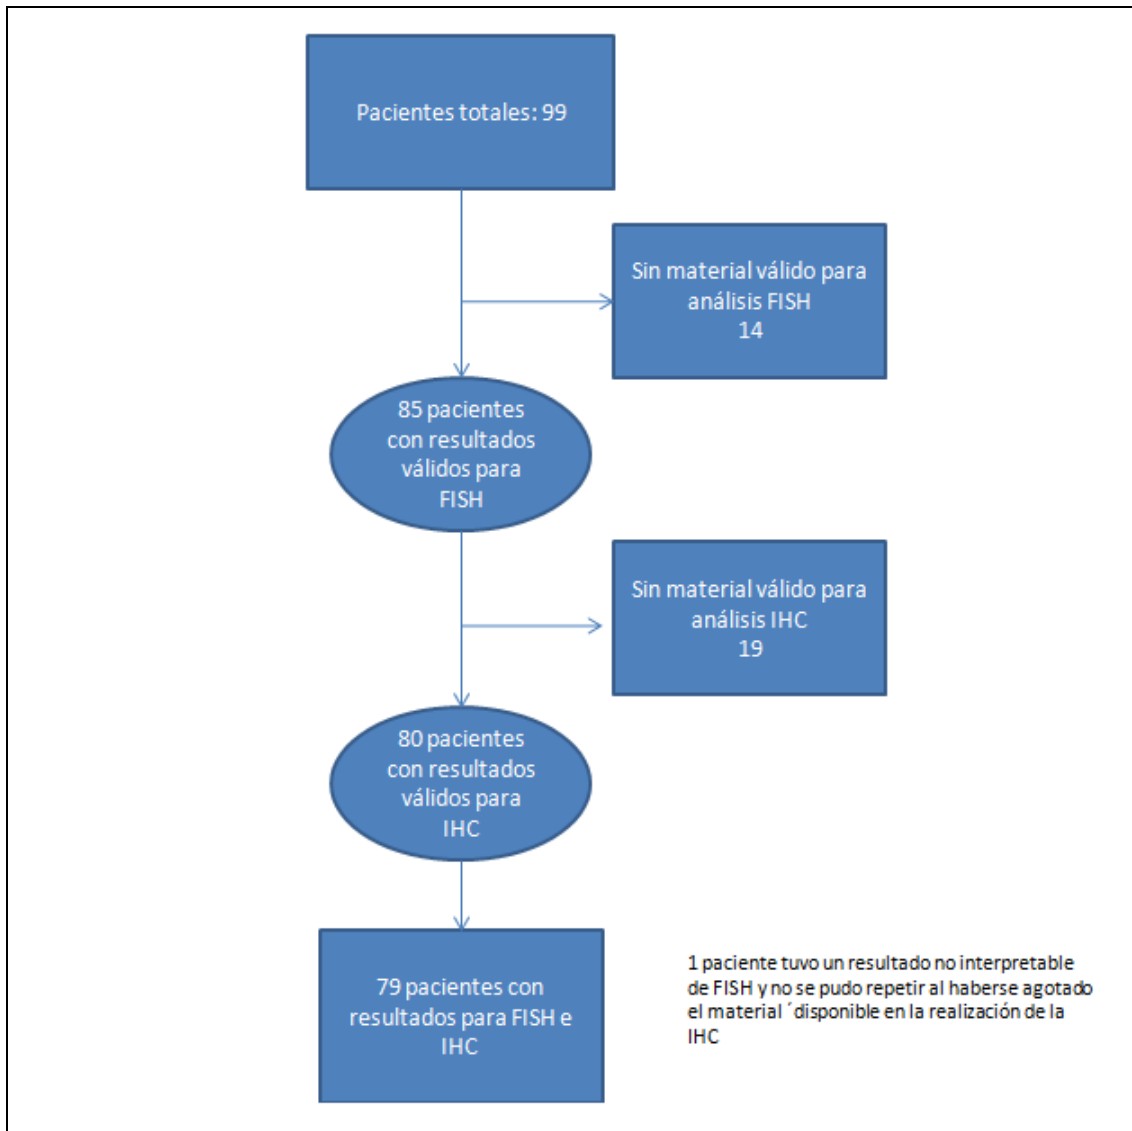 Pacientes totales: 99
Sin material válido para
análisis FISH
14
85 pacientes
con resultados
válidos para
FISH
Sin material válido para
análisis IHC
19
80 pacientes
con resultados
válidos para
IHC
79 pacientes con
resultados para FISH e
IHC
1 paciente tuvo un resultado no interpretable
de FISH y no se pudo repetir al haberse agotado
el material ´disponible en la realización de la
IHC